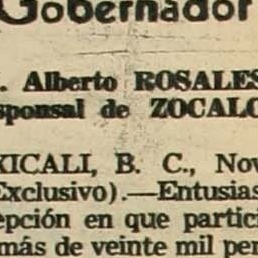 Gobernador
. Alberto ROSALES
sponsal de ZOCALO
XICALI, B. C., Nov
Exclusivo).—Entusias
epción en que partici
más de veinte mil per